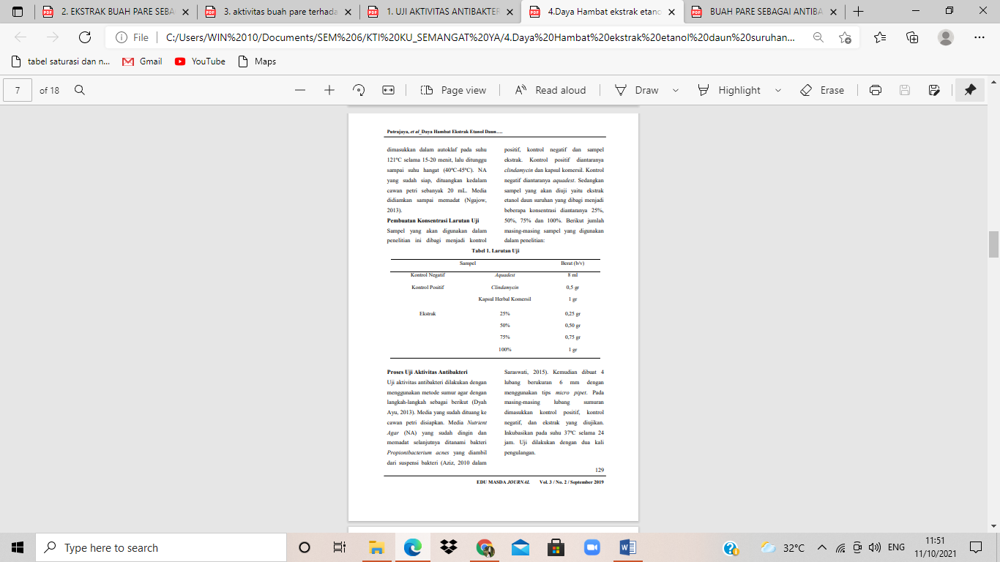 2. EKSTRAK BUAH PARE SEBA
3. aktivitas buah pare terhada
1. UJI AKTIVITAS ANTIBAKTER
4.Daya Hambat ekstrak etano
BUAH PARE SEBAGAI ANTIBA
File
C:/Users/WIN%2010/Documents/SEM%206/KTI%20KU_SEMANGAT%20YA/4.Daya%20Hambat%20ekstrak%20etanol%20daun%20suruhan...
tabel saturasi dan n...
Gmail
YouTube
Maps
7 of 18
Page view
Read aloud
Draw
Highlight
Erase
Putrajaya, et al_Daya Hambat Ekstrak Etanol Daun….
dimasukkan dalam autoklaf pada suhu
121ºC selama 15-20 menit, lalu ditunggu
sampai suhu hangat (40ºC-45ºC). NA
yang sudah siap, dituangkan kedalam
cawan petri sebanyak 20 mL. Media
didiamkan sampai memadat (Ngajow,
2013).
Pembuatan Konsentrasi Larutan Uji
Sampel yang akan digunakan dalam
penelitian ini dibagi menjadi kontrol
positif, kontrol negatif dan sampel
ekstrak. Kontrol positif diantaranya
clindamycin dan kapsul komersil. Kontrol
negatif diantaranya aquadest. Sedangkan
sampel yang akan diuji yaitu ekstrak
etanol daun suruhan yang dibagi menjadi
beberapa konsentrasi diantaranya 25%,
50%, 75% dan 100%. Berikut jumlah
masing-masing sampel yang digunakan
dalam penelitian:
Tabel 1. Larutan Uji
Sampel Berat (b/v)
Kontrol Negatif Aquadest 8 ml
Kontrol Positif Clindamycin 0,5 gr
Kapsul Herbal Komersil 1 gr
Ekstrak 25% 0,25 gr
50% 0,50 gr
75% 0,75 gr
100% 1 gr
Proses Uji Aktivitas Antibakteri
Uji aktivitas antibakteri dilakukan dengan
menggunakan metode sumur agar dengan
langkah-langkah sebagai berikut (Dyah
Ayu, 2013). Media yang sudah dituang ke
cawan petri disiapkan. Media Nutrient
Agar (NA) yang sudah dingin dan
memadat selanjutnya ditanami bakteri
Propionibacterium acnes yang diambil
dari suspensi bakteri (Aziz, 2010 dalam
Saraswati, 2015). Kemudian dibuat 4
lubang berukuran 6 mm dengan
menggunakan tips micro pipet. Pada
masing-masing lubang sumuran
dimasukkan kontrol positif, kontrol
negatif, dan ekstrak yang diujikan.
Inkubasikan pada suhu 37ºC selama 24
jam. Uji dilakukan dengan dua kali
pengulangan.
129
EDU MASDA JOURNAL Vol. 3 / No. 2 / September 2019
Type here to search
32°C
ENG
11:51
11/10/2021